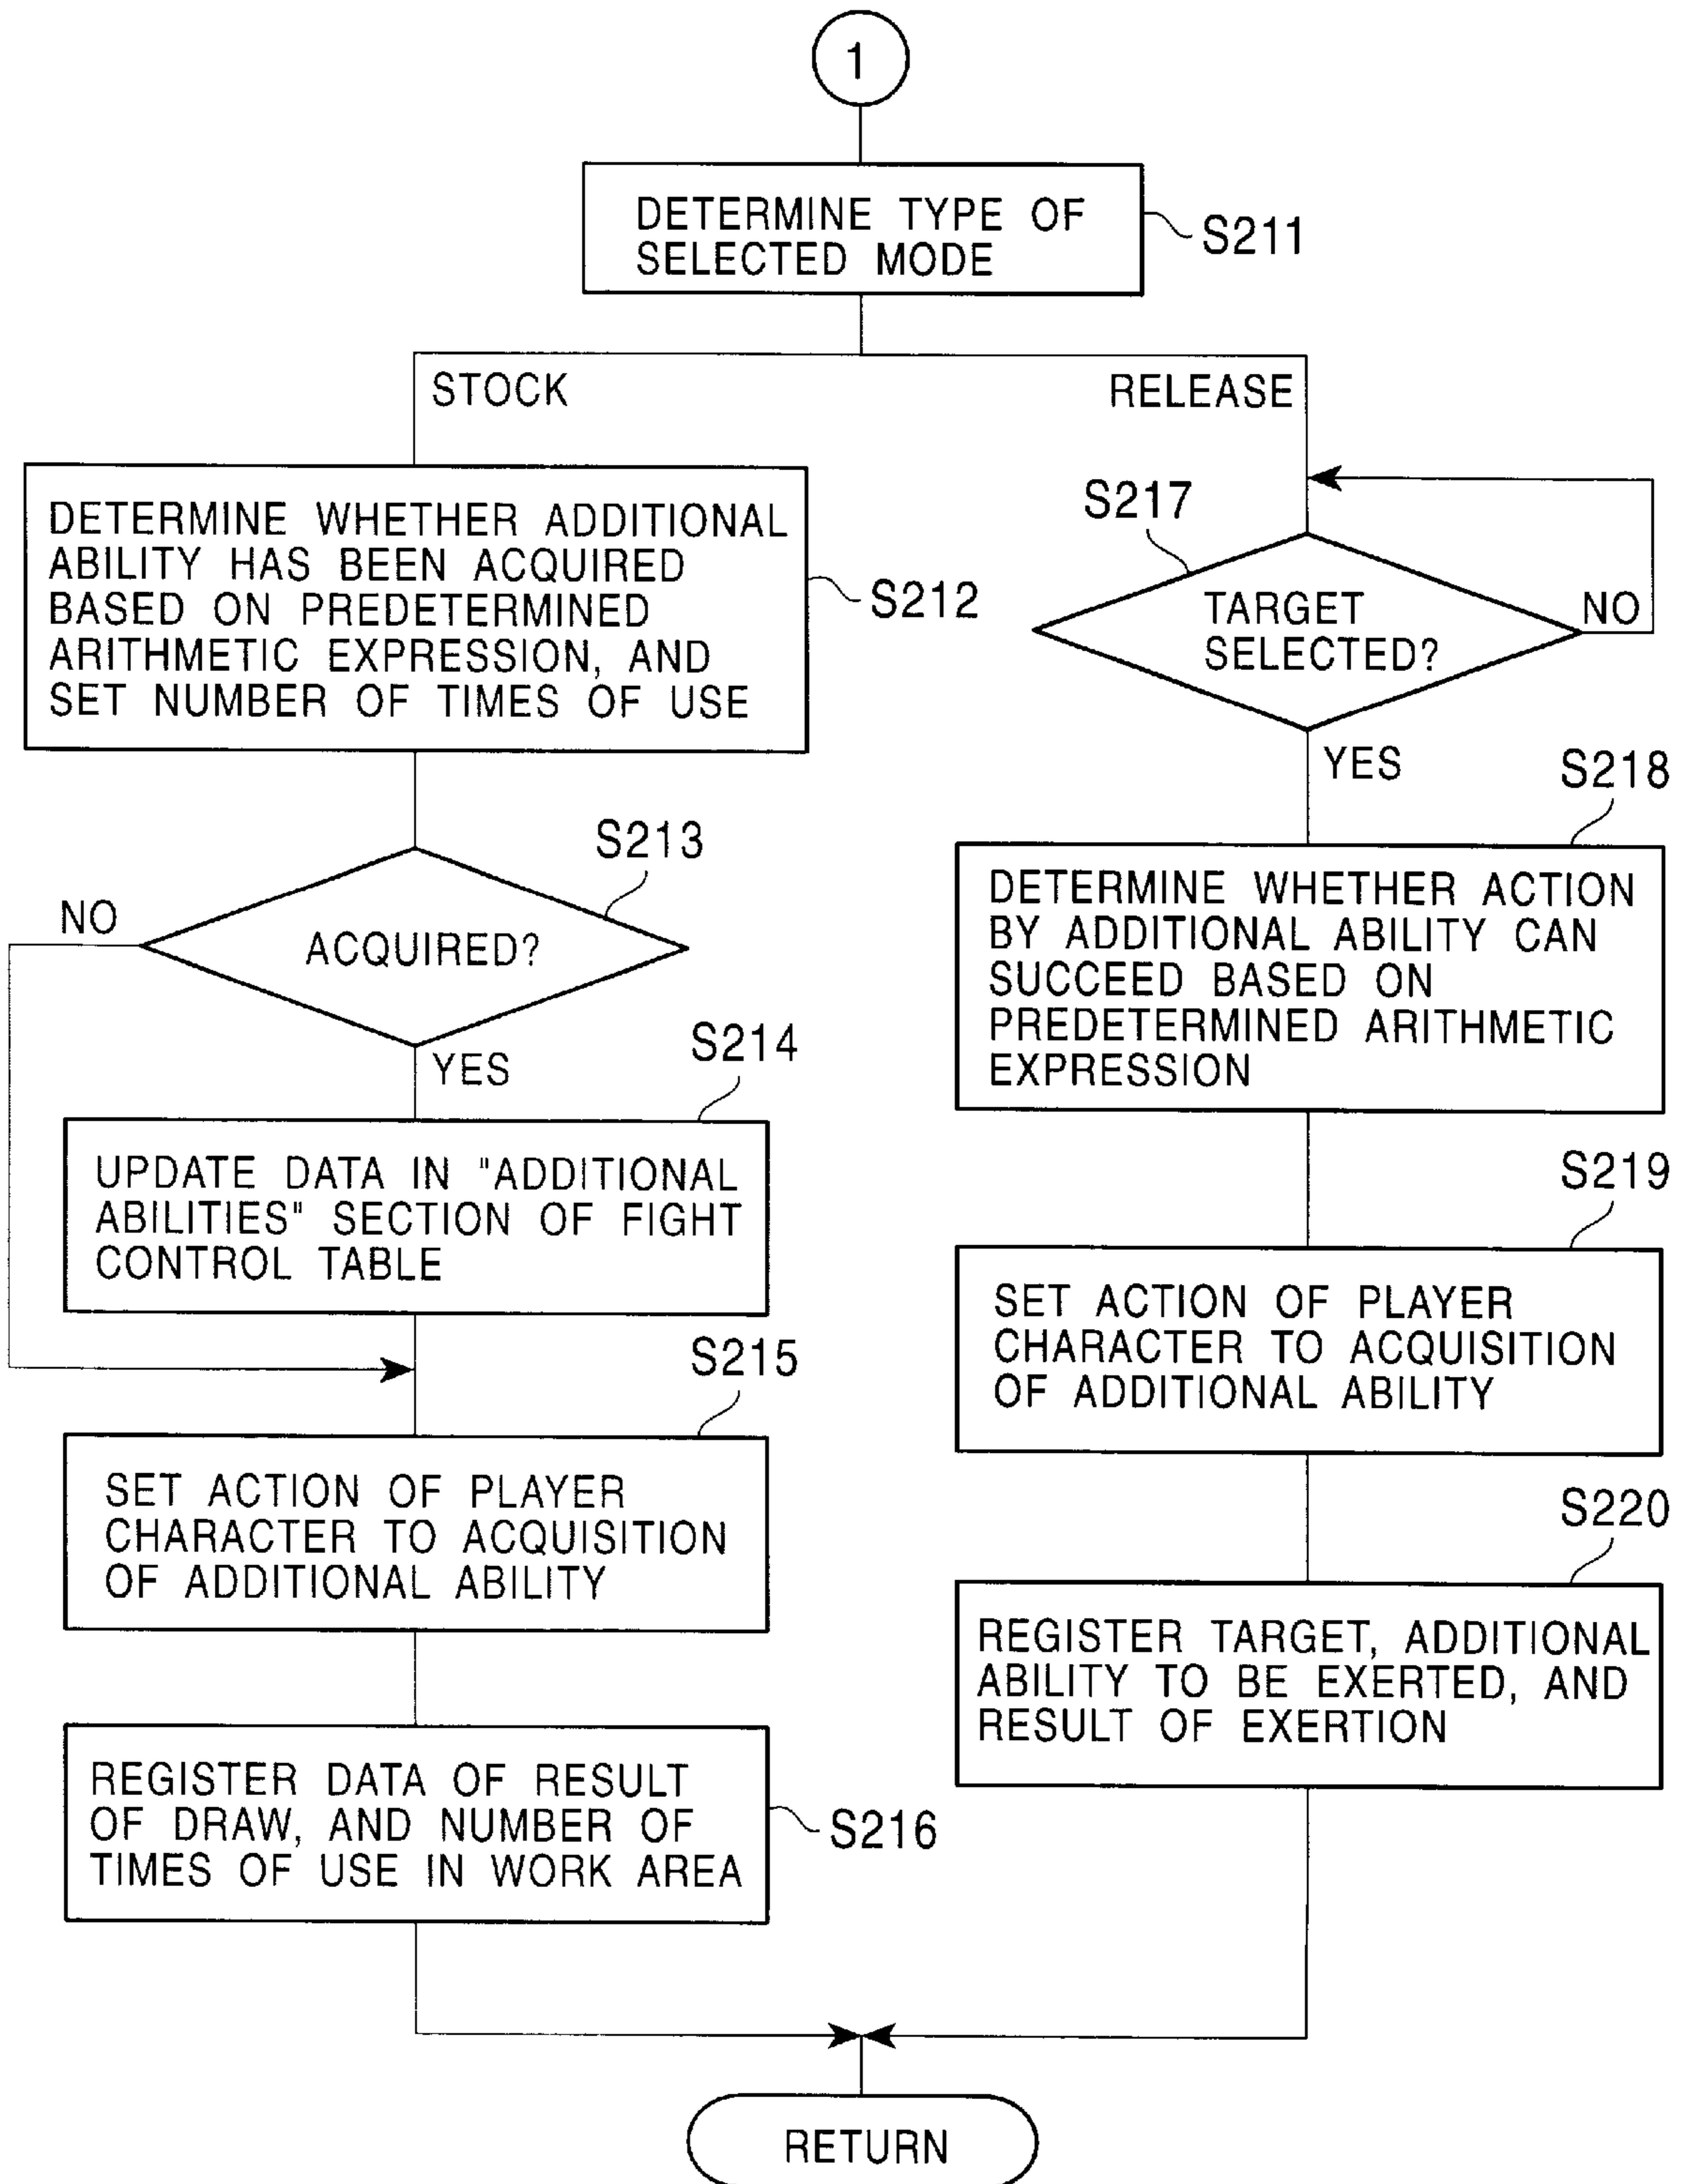 1
DETERMINE TYPE OF
SELECTED MODE
S211
STOCK
DETERMINE WHETHER ADDITIONAL
ABILITY HAS BEEN ACQUIRED
BASED ON PREDETERMINED
ARITHMETIC EXPRESSION, AND
SET NUMBER OF TIMES OF USE
S212
S213
NO
ACQUIRED?
YES
S214
UPDATE DATA IN "ADDITIONAL
ABILITIES" SECTION OF FIGHT
CONTROL TABLE
S215
SET ACTION OF PLAYER
CHARACTER TO ACQUISITION
OF ADDITIONAL ABILITY
REGISTER DATA OF RESULT
OF DRAW, AND NUMBER OF
TIMES OF USE IN WORK AREA
S216
RELEASE
S217
TARGET
SELECTED?
NO
YES
S218
DETERMINE WHETHER ACTION
BY ADDITIONAL ABILITY CAN
SUCCEED BASED ON
PREDETERMINED ARITHMETIC
EXPRESSION
S219
SET ACTION OF PLAYER
CHARACTER TO ACQUISITION
OF ADDITIONAL ABILITY
S220
REGISTER TARGET, ADDITIONAL
ABILITY TO BE EXERTED, AND
RESULT OF EXERTION
RETURN